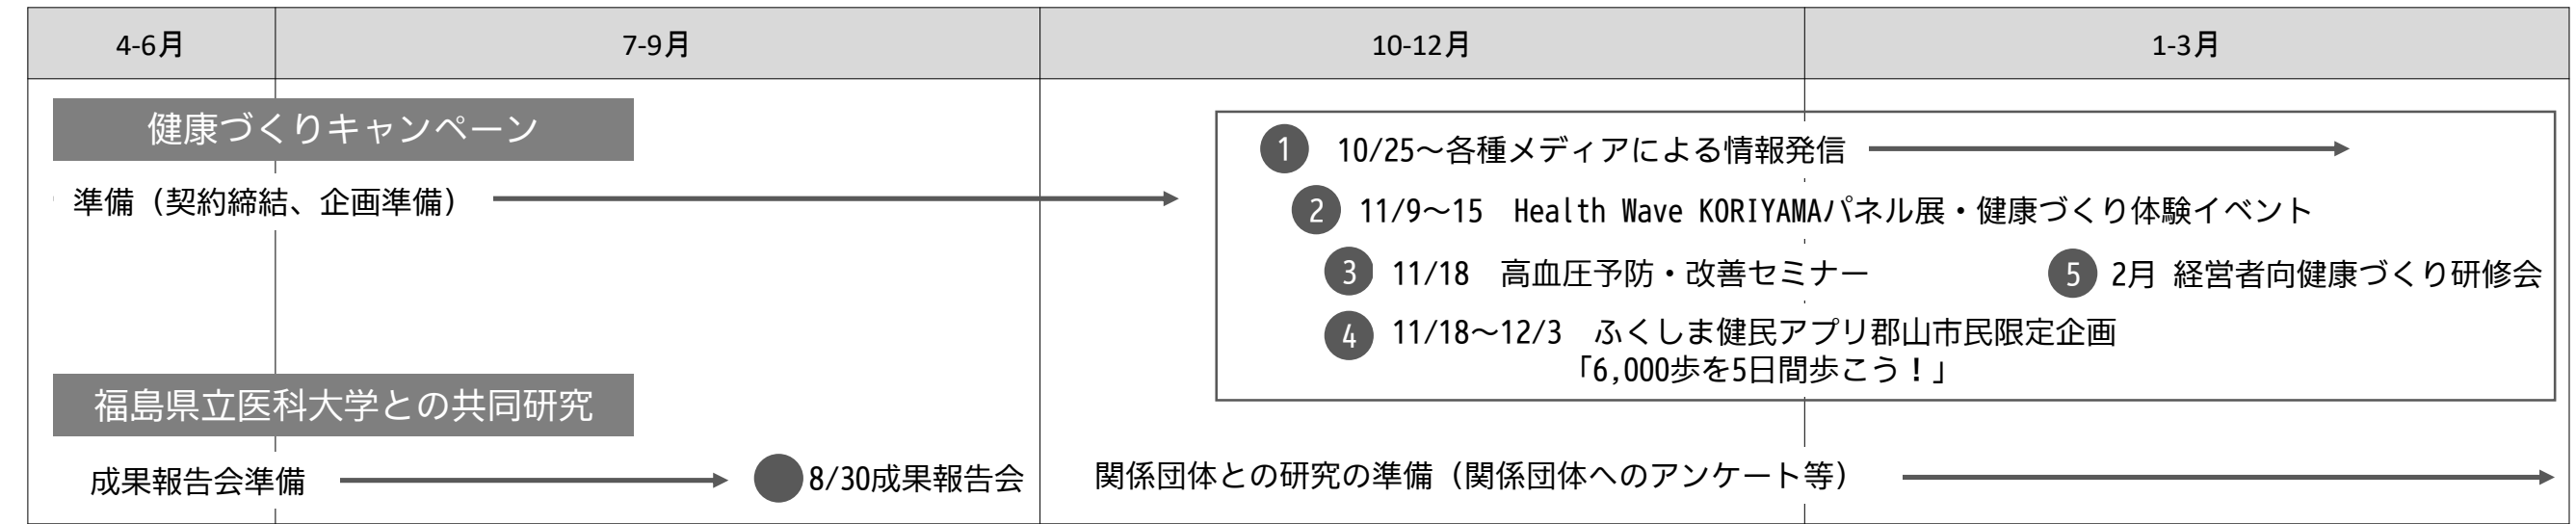 4-6月 7-9月 10-12月 1-3月
健康づくりキャンペーン
準備（契約締結、企画準備）
1 10/25～各種メディアによる情報発信
2 11/9～15　Health Wave KORIYAMAパネル展・健康づくり体験イベント
3 11/18　高血圧予防・改善セミナー
5 2月 経営者向健康づくり研修会
4 11/18～12/3　ふくしま健民アプリ郡山市民限定企画
「6,000歩を5日間歩こう！」
福島県立医科大学との共同研究
成果報告会準備
8/30成果報告会
関係団体との研究の準備（関係団体へのアンケート等）